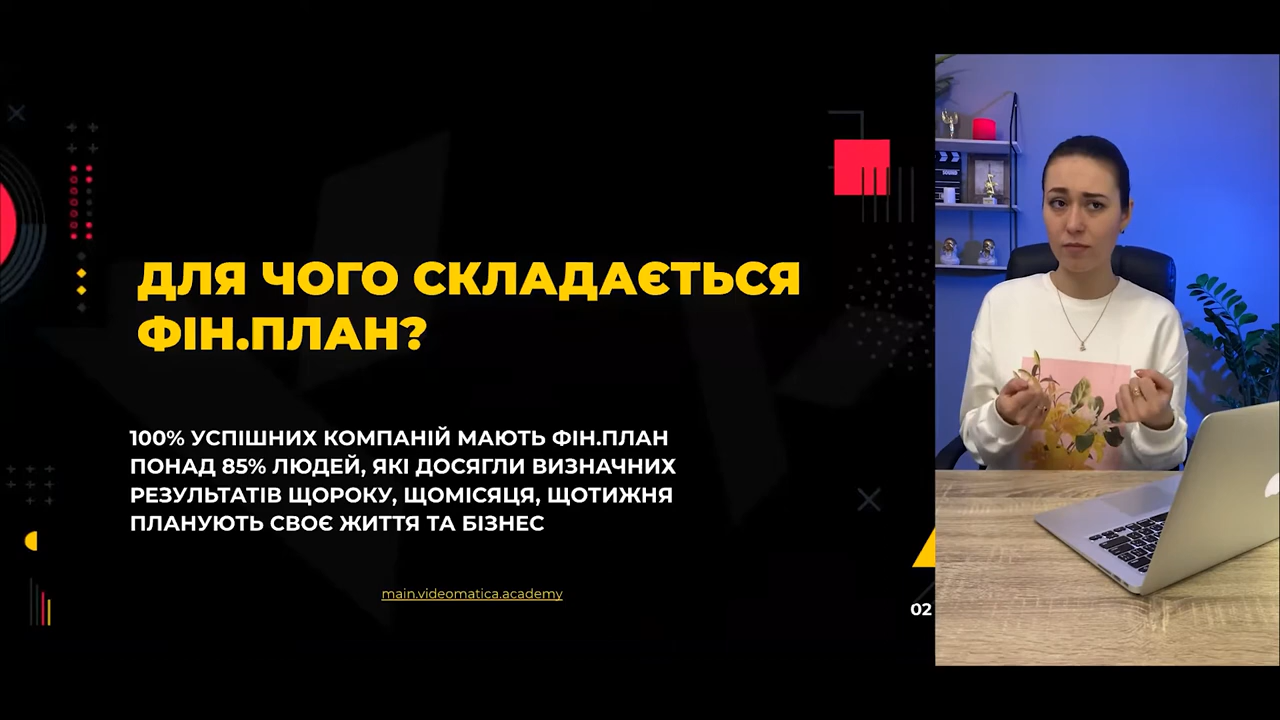 ДЛЯ ЧОГО СКЛАДАЄТЬСЯ
ФІН.ПЛАН?
100% УСПІШНИХ КОМПАНІЙ МАЮТЬ ФІН.ПЛАН
ПОНАД 85% ЛЮДЕЙ, ЯКІ ДОСЯГЛИ ВИЗНАЧНИХ
РЕЗУЛЬТАТІВ ЩОРОКУ, ЩОМІСЯЦЯ, ЩОТИЖНЯ
ПЛАНУЮТЬ СВОЄ ЖИТТЯ ТА БІЗНЕС
main.videomatica.academy
02